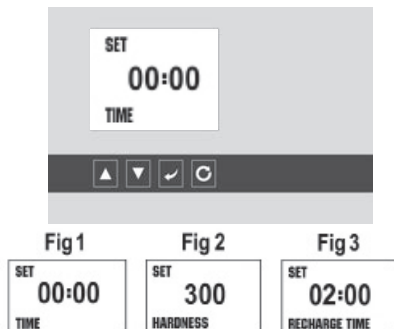 SET
00:00
TIME
Fig 1 Fig 2 Fig 3
SET SET SET
00:00 300 02:00
TIME HARDNESS RECHARGE TIME